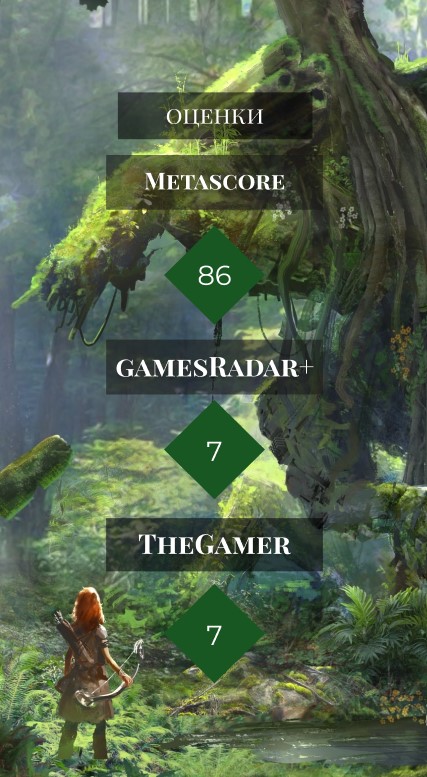 ОЦЕНКИ
Metascore
86
gamesRadar+
7
TheGamer
7